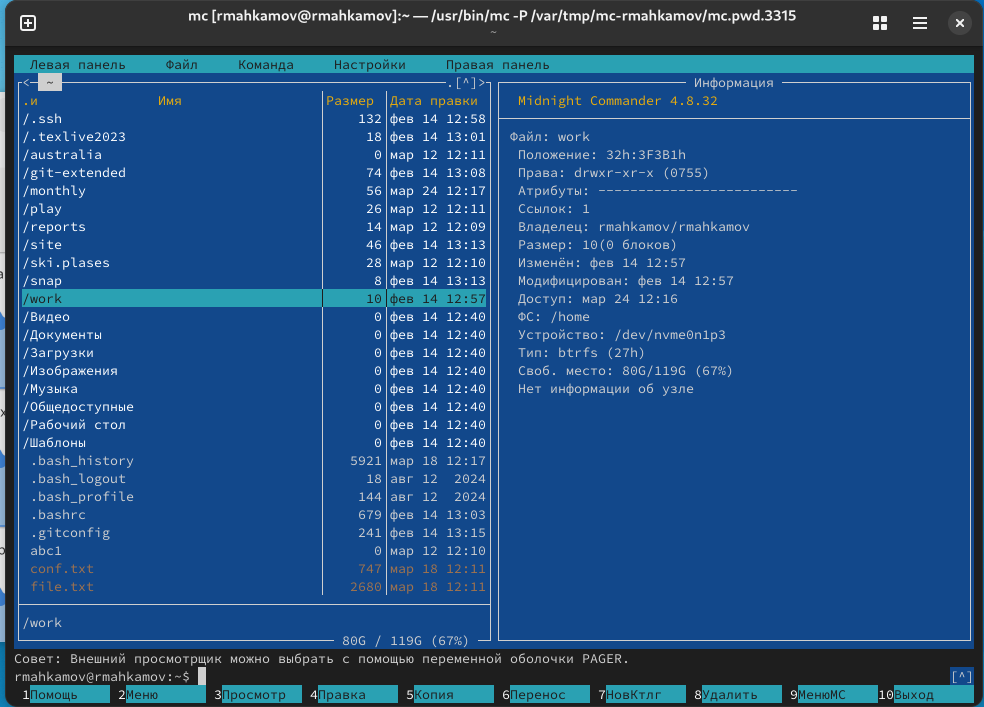 mc [rmahkamov@rmahkamov]:~ — /usr/bin/mc -P /var/tmp/mc-rmahkamov/mc.pwd.3315
~
Левая панель Файл Команда Настройки Правая панель
<- ~ .[^]>
.и Имя Размер Дата правки
/.ssh 132 фев 14 12:58
/.texlive2023 18 фев 14 13:01
/australia 0 мар 12 12:11
/git-extended 74 фев 14 13:08
/monthly 56 мар 24 12:17
/play 26 мар 12 12:11
/reports 14 мар 12 12:09
/site 46 фев 14 13:13
/ski.plases 28 мар 12 12:10
/snap 8 фев 14 13:13
/work 10 фев 14 12:57
/Видео 0 фев 14 12:40
/Документы 0 фев 14 12:40
/Загрузки 0 фев 14 12:40
/Изображения 0 фев 14 12:40
/Музыка 0 фев 14 12:40
/Общедоступные 0 фев 14 12:40
/Рабочий стол 0 фев 14 12:40
/Шаблоны 0 фев 14 12:40
.bash_history 5921 мар 18 12:17
.bash_logout 18 авг 12 2024
.bash_profile 144 авг 12 2024
.bashrc 679 фев 14 13:03
.gitconfig 241 фев 14 13:15
abc1 0 мар 12 12:10
conf.txt 747 мар 18 12:11
file.txt 2680 мар 18 12:11
/work
80G / 119G (67%)
Информация
Midnight Commander 4.8.32
Файл: work
Положение: 32h:3F3B1h
Права: drwxr-xr-x (0755)
Атрибуты: -------------------------
Ссылок: 1
Владелец: rmahkamov/rmahkamov
Размер: 10(0 блоков)
Изменён: фев 14 12:57
Модифицирован: фев 14 12:57
Доступ: мар 24 12:16
ФС: /home
Устройство: /dev/nvme0n1p3
Тип: btrfs (27h)
Своб. место: 80G/119G (67%)
Нет информации об узле
Совет: Внешний просмотрщик можно выбрать с помощью переменной оболочки PAGER.
rmahkamov@rmahkamov:~$ [^]
1Помощь 2Меню 3Просмотр 4Правка 5Копия 6Перенос 7НовКтлг 8Удалить 9МенюMC 10Выход